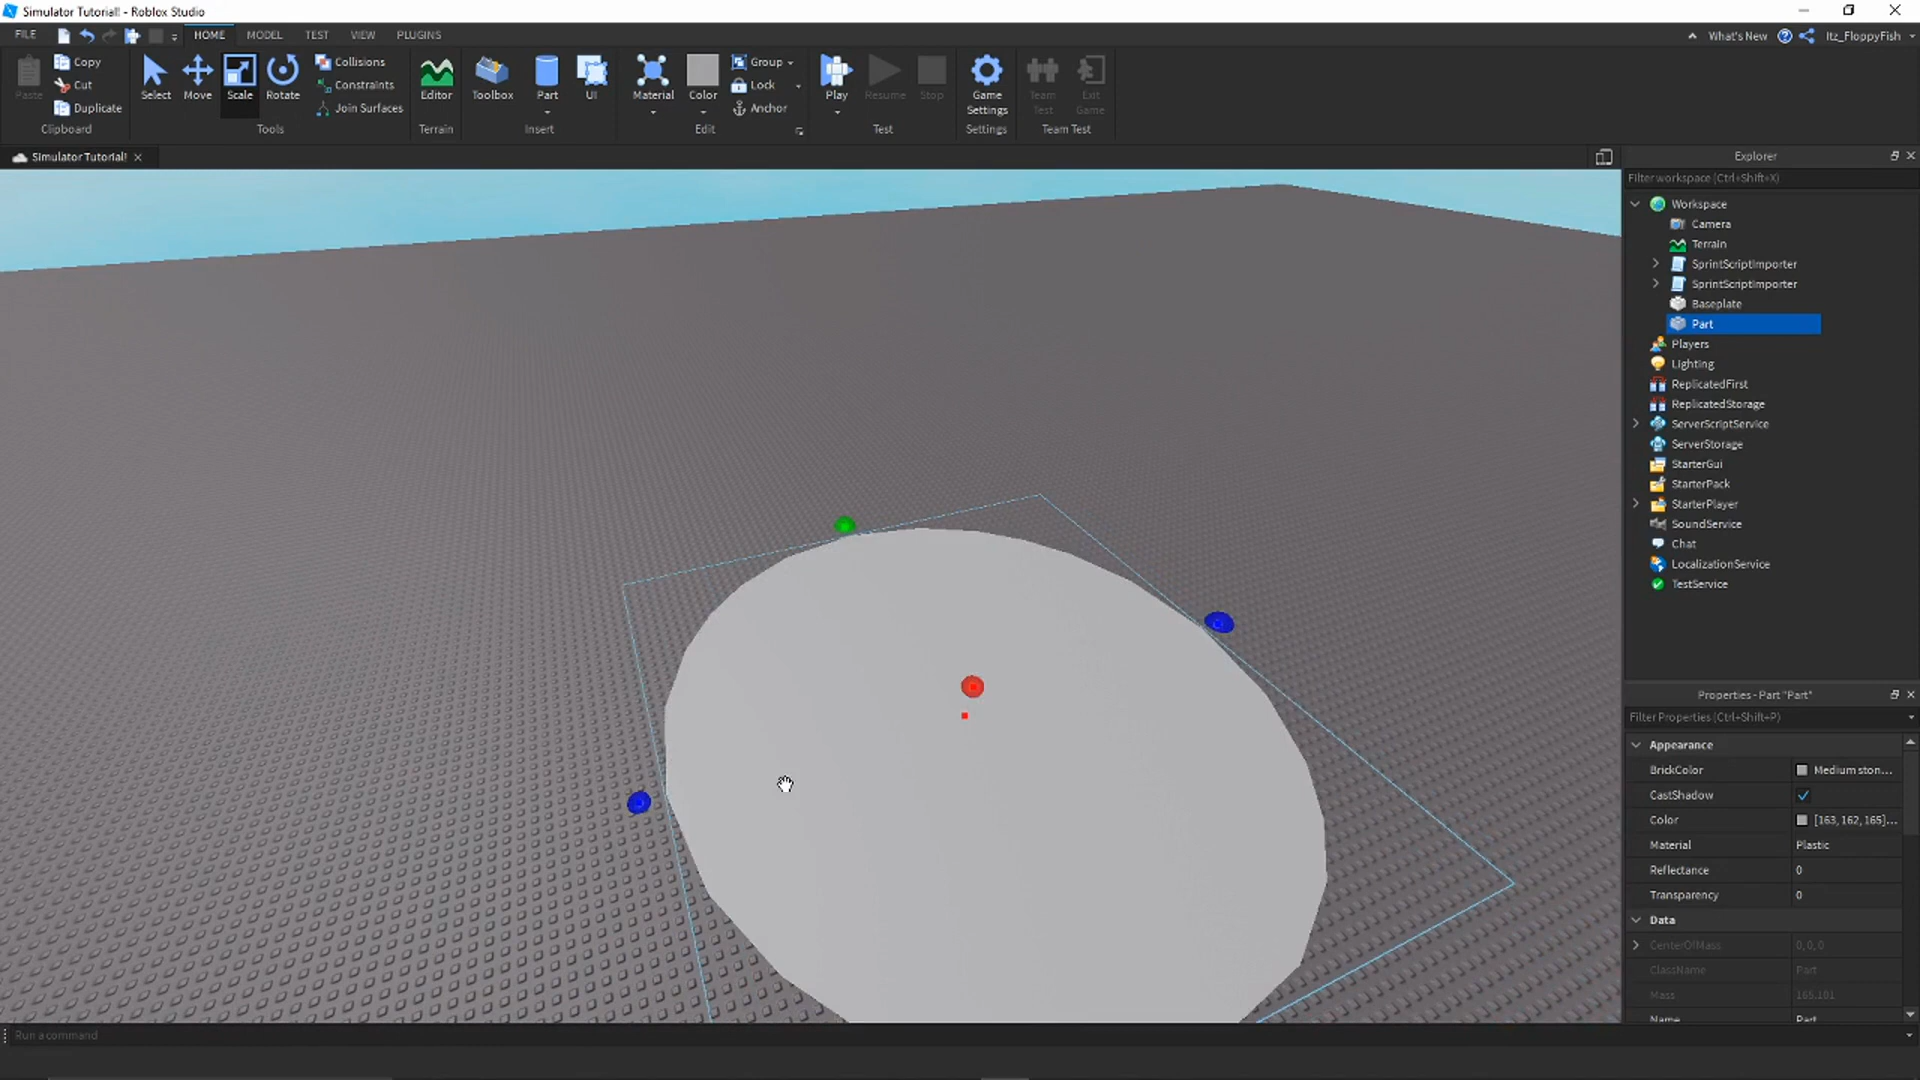 Simulator Tutorial! - Roblox Studio
FILE HOME MODEL TEST VIEW PLUGINS What's New Itz_FloppyFish
Paste Copy Cut Duplicate Clipboard
Select Move Scale Rotate Collisions Constraints Join Surfaces Tools
Editor Terrain
Toolbox Part UI Insert
Material Color Group Lock Anchor Edit
Play Resume Stop Test
Game Settings Settings
Team Test Exit Game Team Test
Simulator Tutorial!
Explorer
Filter workspace (Ctrl+Shift+X)
Workspace
Camera
Terrain
SprintScriptImporter
SprintScriptImporter
Baseplate
Part
Players
Lighting
ReplicatedFirst
ReplicatedStorage
ServerScriptService
ServerStorage
StarterGui
StarterPack
StarterPlayer
SoundService
Chat
LocalizationService
TestService
Properties - Part "Part"
Filter Properties (Ctrl+Shift+P)
Appearance
BrickColor Medium ston...
CastShadow
Color [163, 162, 165]...
Material Plastic
Reflectance 0
Transparency 0
Data
CenterOfMass 0,0,0
ClassName Part
Mass 165.101
Name Part
Run a command